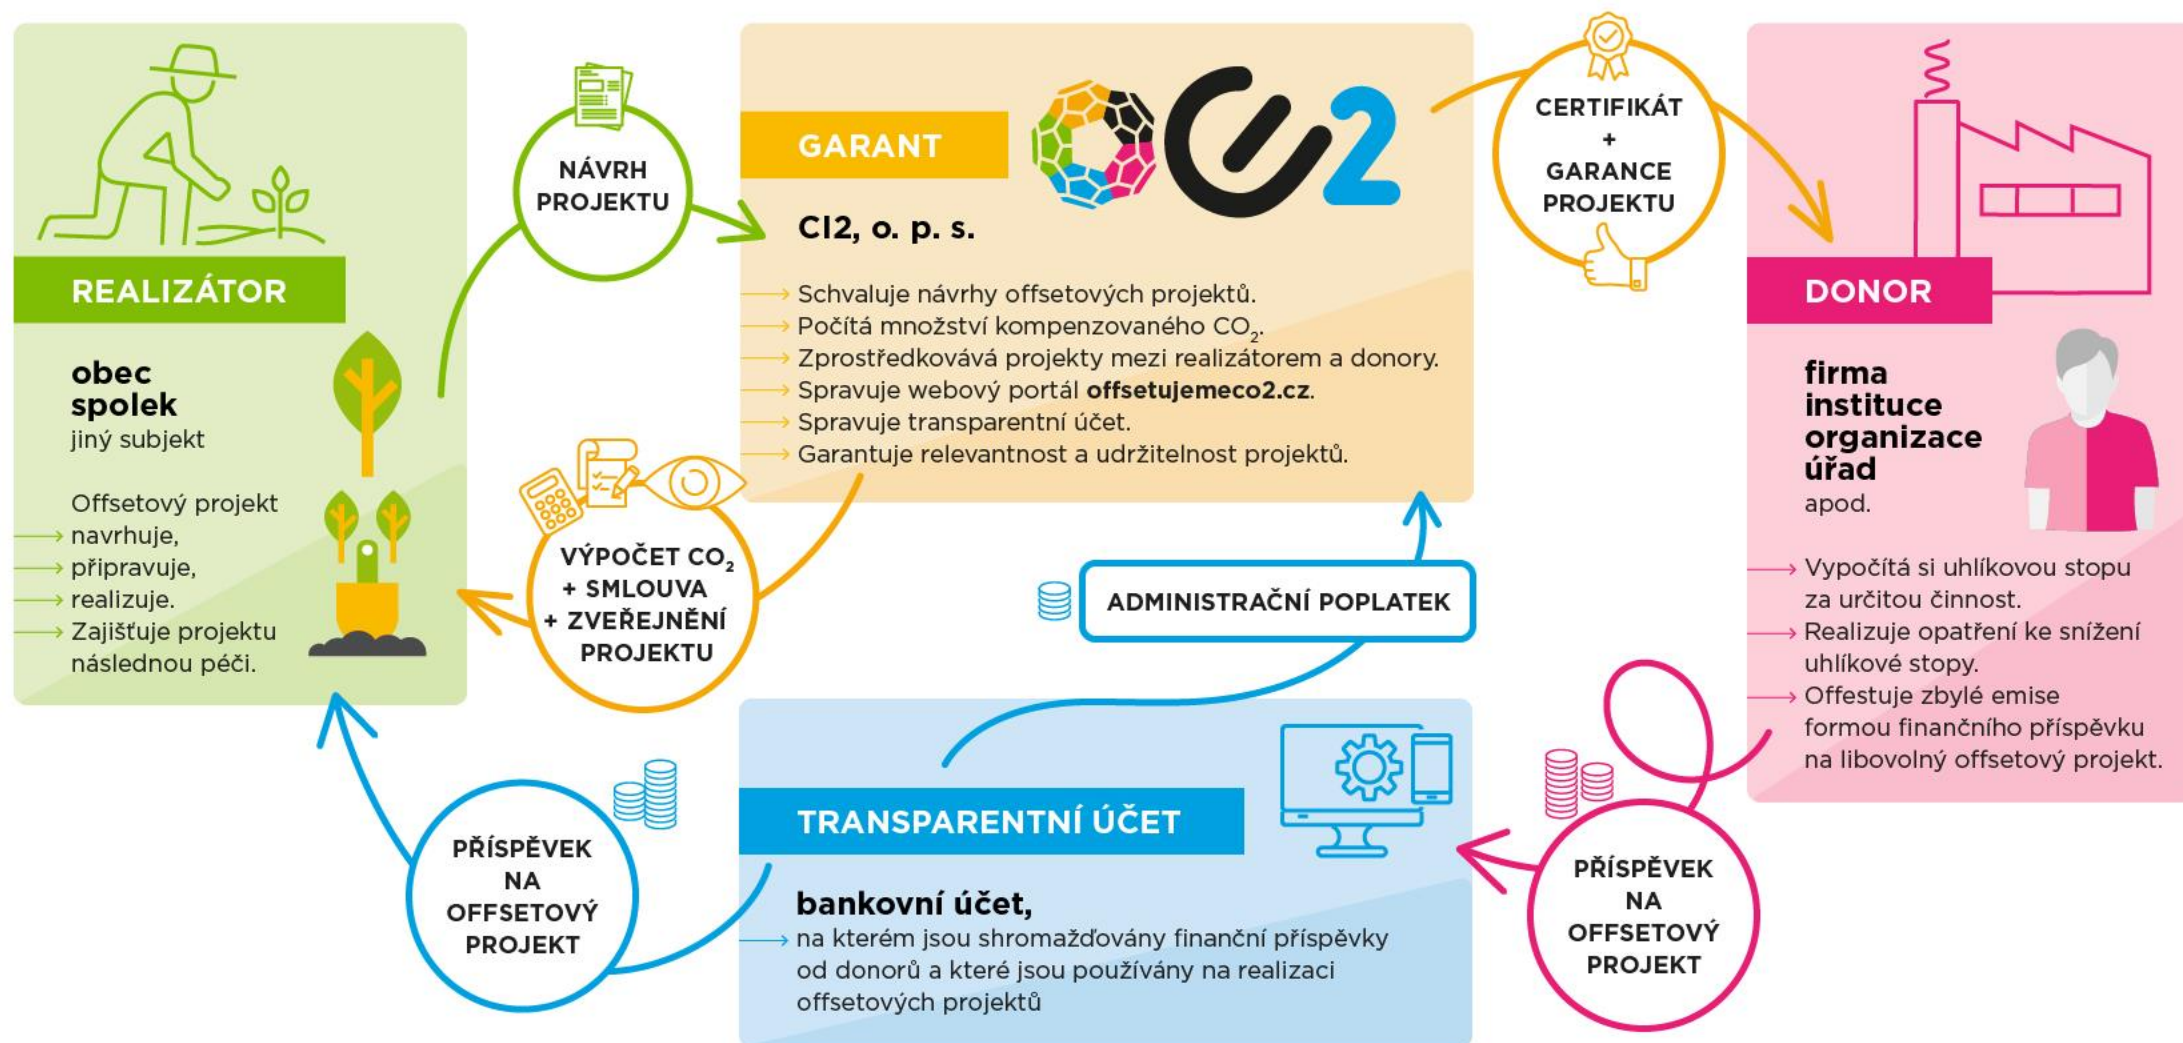 REALIZÁTOR
obec
spolek
jiný subjekt
Offsetový projekt
navrhuje,
připravuje,
realizuje.
Zajišťuje projektu
následnou péči.
NÁVRH
PROJEKTU
GARANT
CI2, o. p. s.
Schvaluje návrhy offsetových projektů.
Počítá množství kompenzovaného CO₂.
Zprostředkovává projekty mezi realizátorem a donory.
Spravuje webový portál offsetujemeco2.cz.
Spravuje transparentní účet.
Garantuje relevantnost a udržitelnost projektů.
CERTIFIKÁT
+
GARANCE
PROJEKTU
DONOR
firma
instituce
organizace
úřad
apod.
Vypočítá si uhlíkovou stopu
za určitou činnost.
Realizuje opatření ke snížení
uhlíkové stopy.
Offestuje zbylé emise
formou finančního příspěvku
na libovolný offsetový projekt.
VÝPOČET CO₂
+ SMLOUVA
+ ZVEŘEJNĚNÍ
PROJEKTU
ADMINISTRAČNÍ POPLATEK
PŘÍSPĚVEK
NA
OFFSETOVÝ
PROJEKT
TRANSPARENTNÍ ÚČET
bankovní účet,
na kterém jsou shromažďovány finanční příspěvky
od donorů a které jsou používány na realizaci
offsetových projektů
PŘÍSPĚVEK
NA
OFFSETOVÝ
PROJEKT